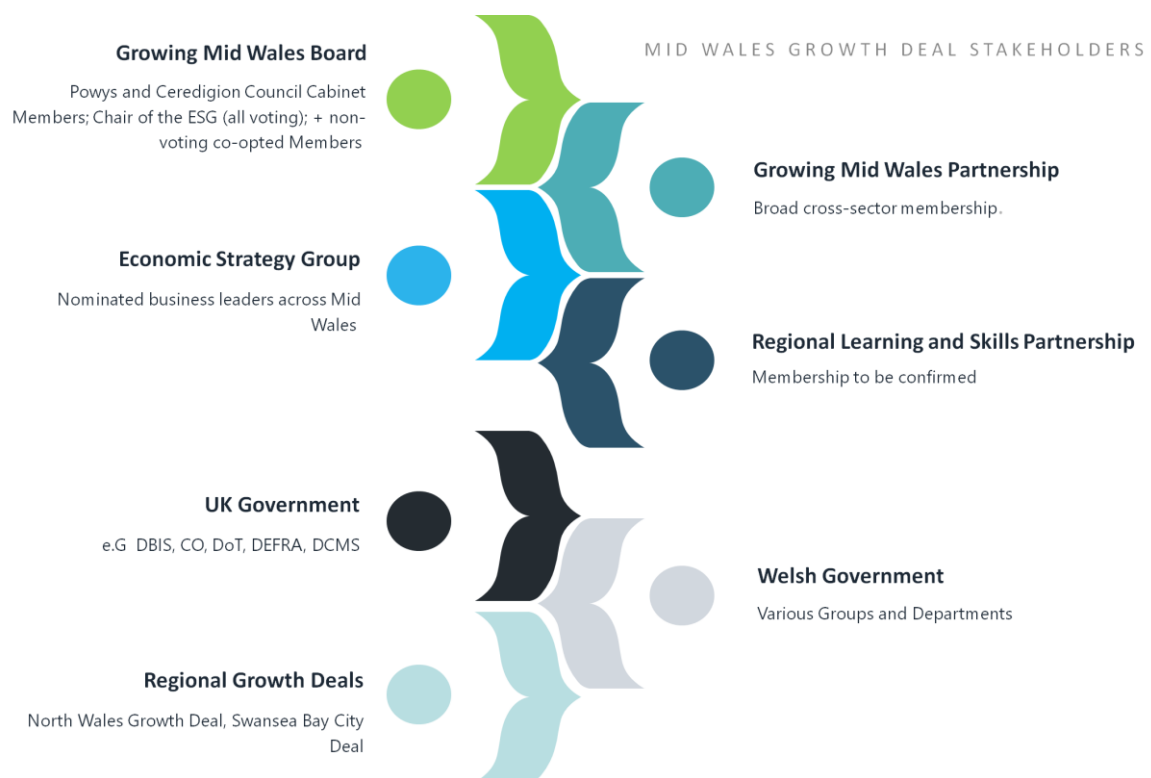 MID WALES GROWTH DEAL STAKEHOLDERS
Growing Mid Wales Board
Powys and Ceredigion Council Cabinet
Members; Chair of the ESG (all voting); + non-
voting co-opted Members
Growing Mid Wales Partnership
Broad cross-sector membership.
Economic Strategy Group
Nominated business leaders across Mid
Wales
Regional Learning and Skills Partnership
Membership to be confirmed
UK Government
e.G DBIS, CO, DoT, DEFRA, DCMS
Welsh Government
Various Groups and Departments
Regional Growth Deals
North Wales Growth Deal, Swansea Bay City
Deal